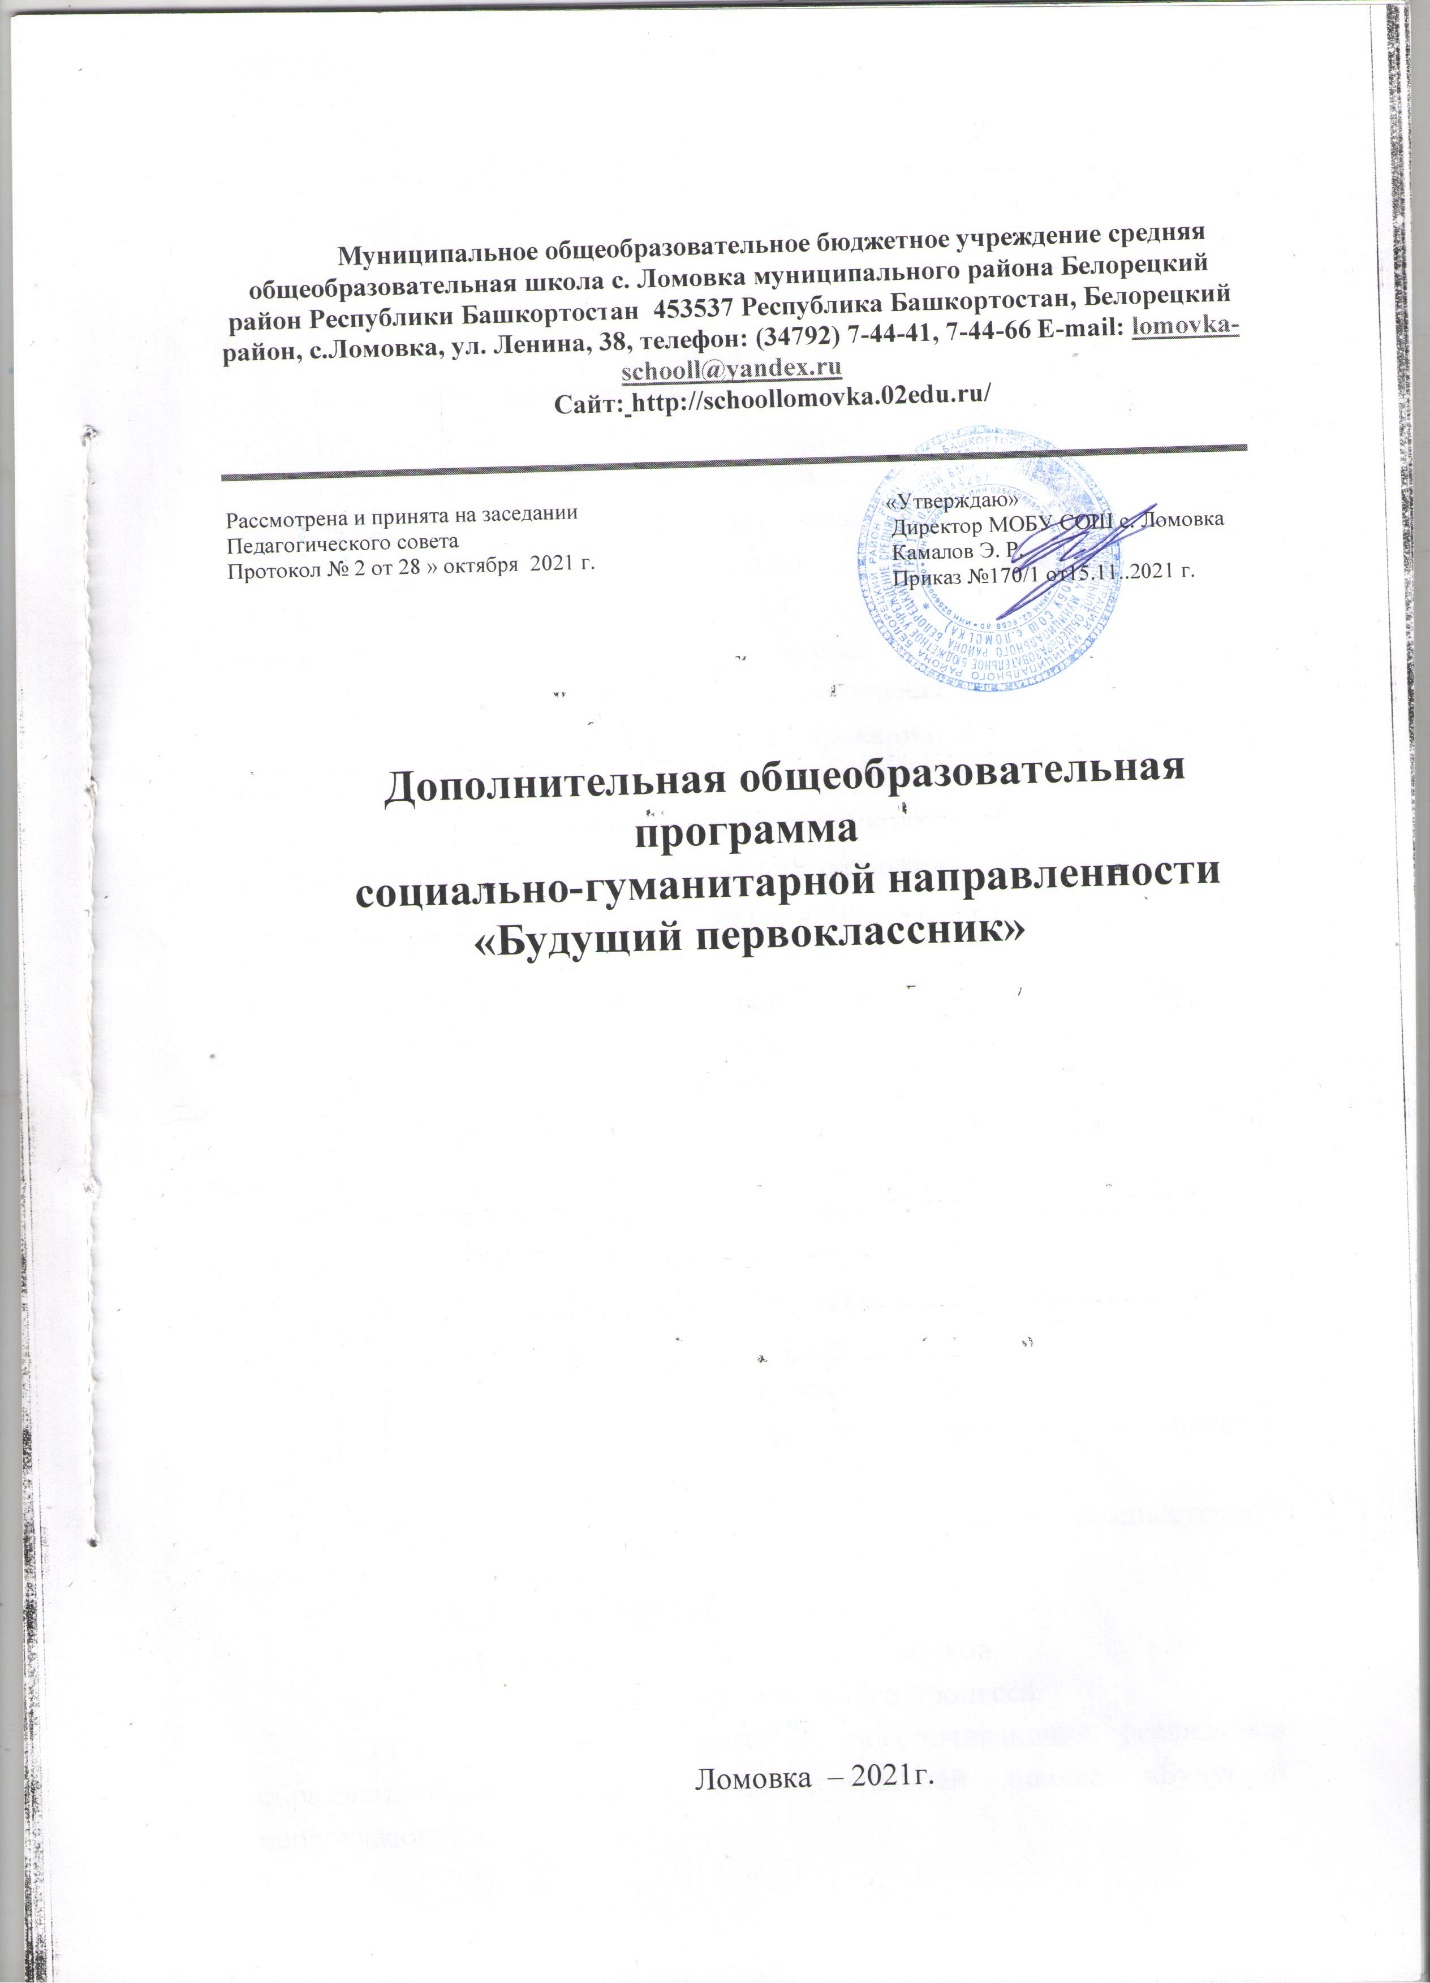 Муниципальное общеобразовательное бюджетное учреждение средняя
общеобразовательная школа с. Ломовка муниципального района Белорецкий
район Республики Башкортостан 453537 Республика Башкортостан, Белорецкий
район, с.Ломовка, ул. Ленина, 38, телефон: (34792) 7-44-41, 7-44-66 E-mail: lomovka-
schooll@yandex.ru
Сайт: http://schoollomovka.02edu.ru/
Рассмотрена и принята на заседании
Педагогического совета
Протокол № 2 от 28 » октября 2021 г.
«Утверждаю»
Директор МОБУ СОШ с. Ломовка
Камалов Э. Р.
Приказ №170/1 от15.11..2021 г.
Дополнительная общеобразовательная
программа
социально-гуманитарной направленности
«Будущий первоклассник»
Ломовка – 2021г.